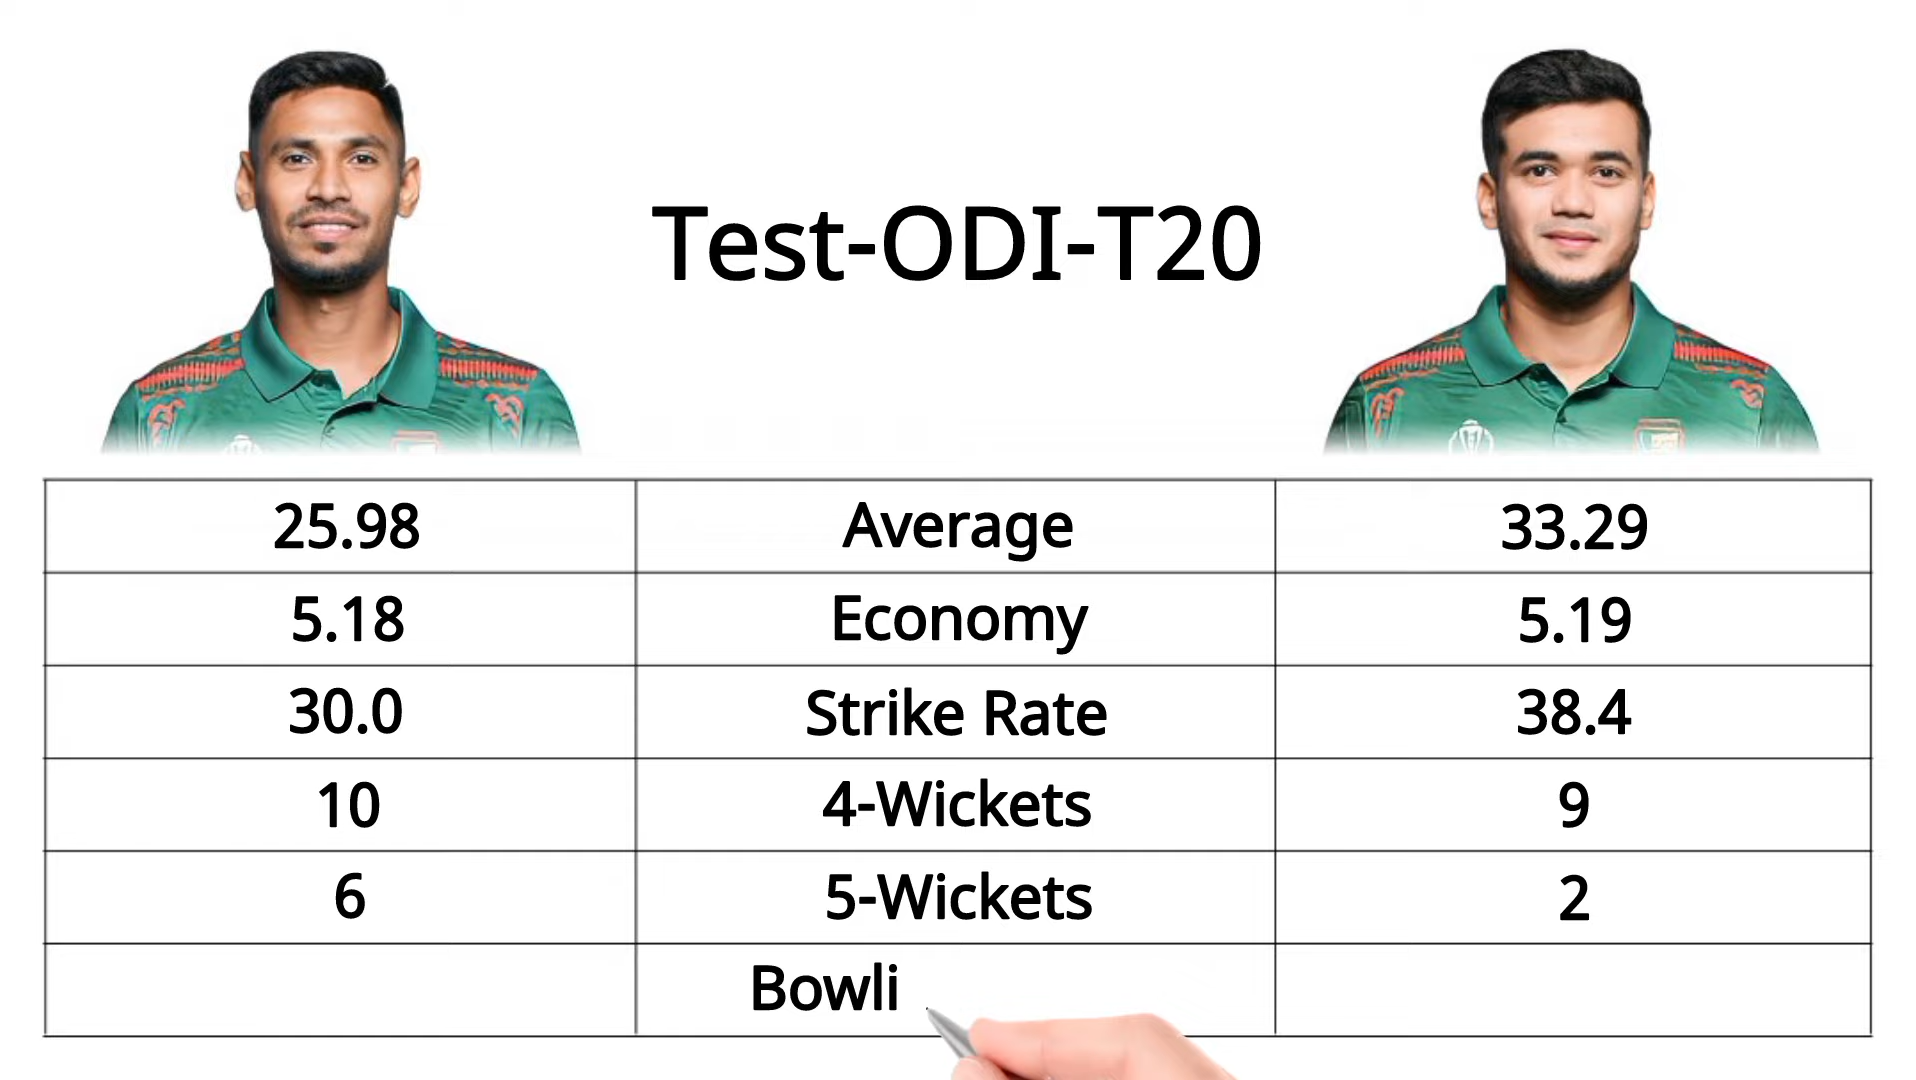 Test-ODI-T20
25.98 Average 33.29
5.18 Economy 5.19
30.0 Strike Rate 38.4
10 4-Wickets 9
6 5-Wickets 2
Bowli